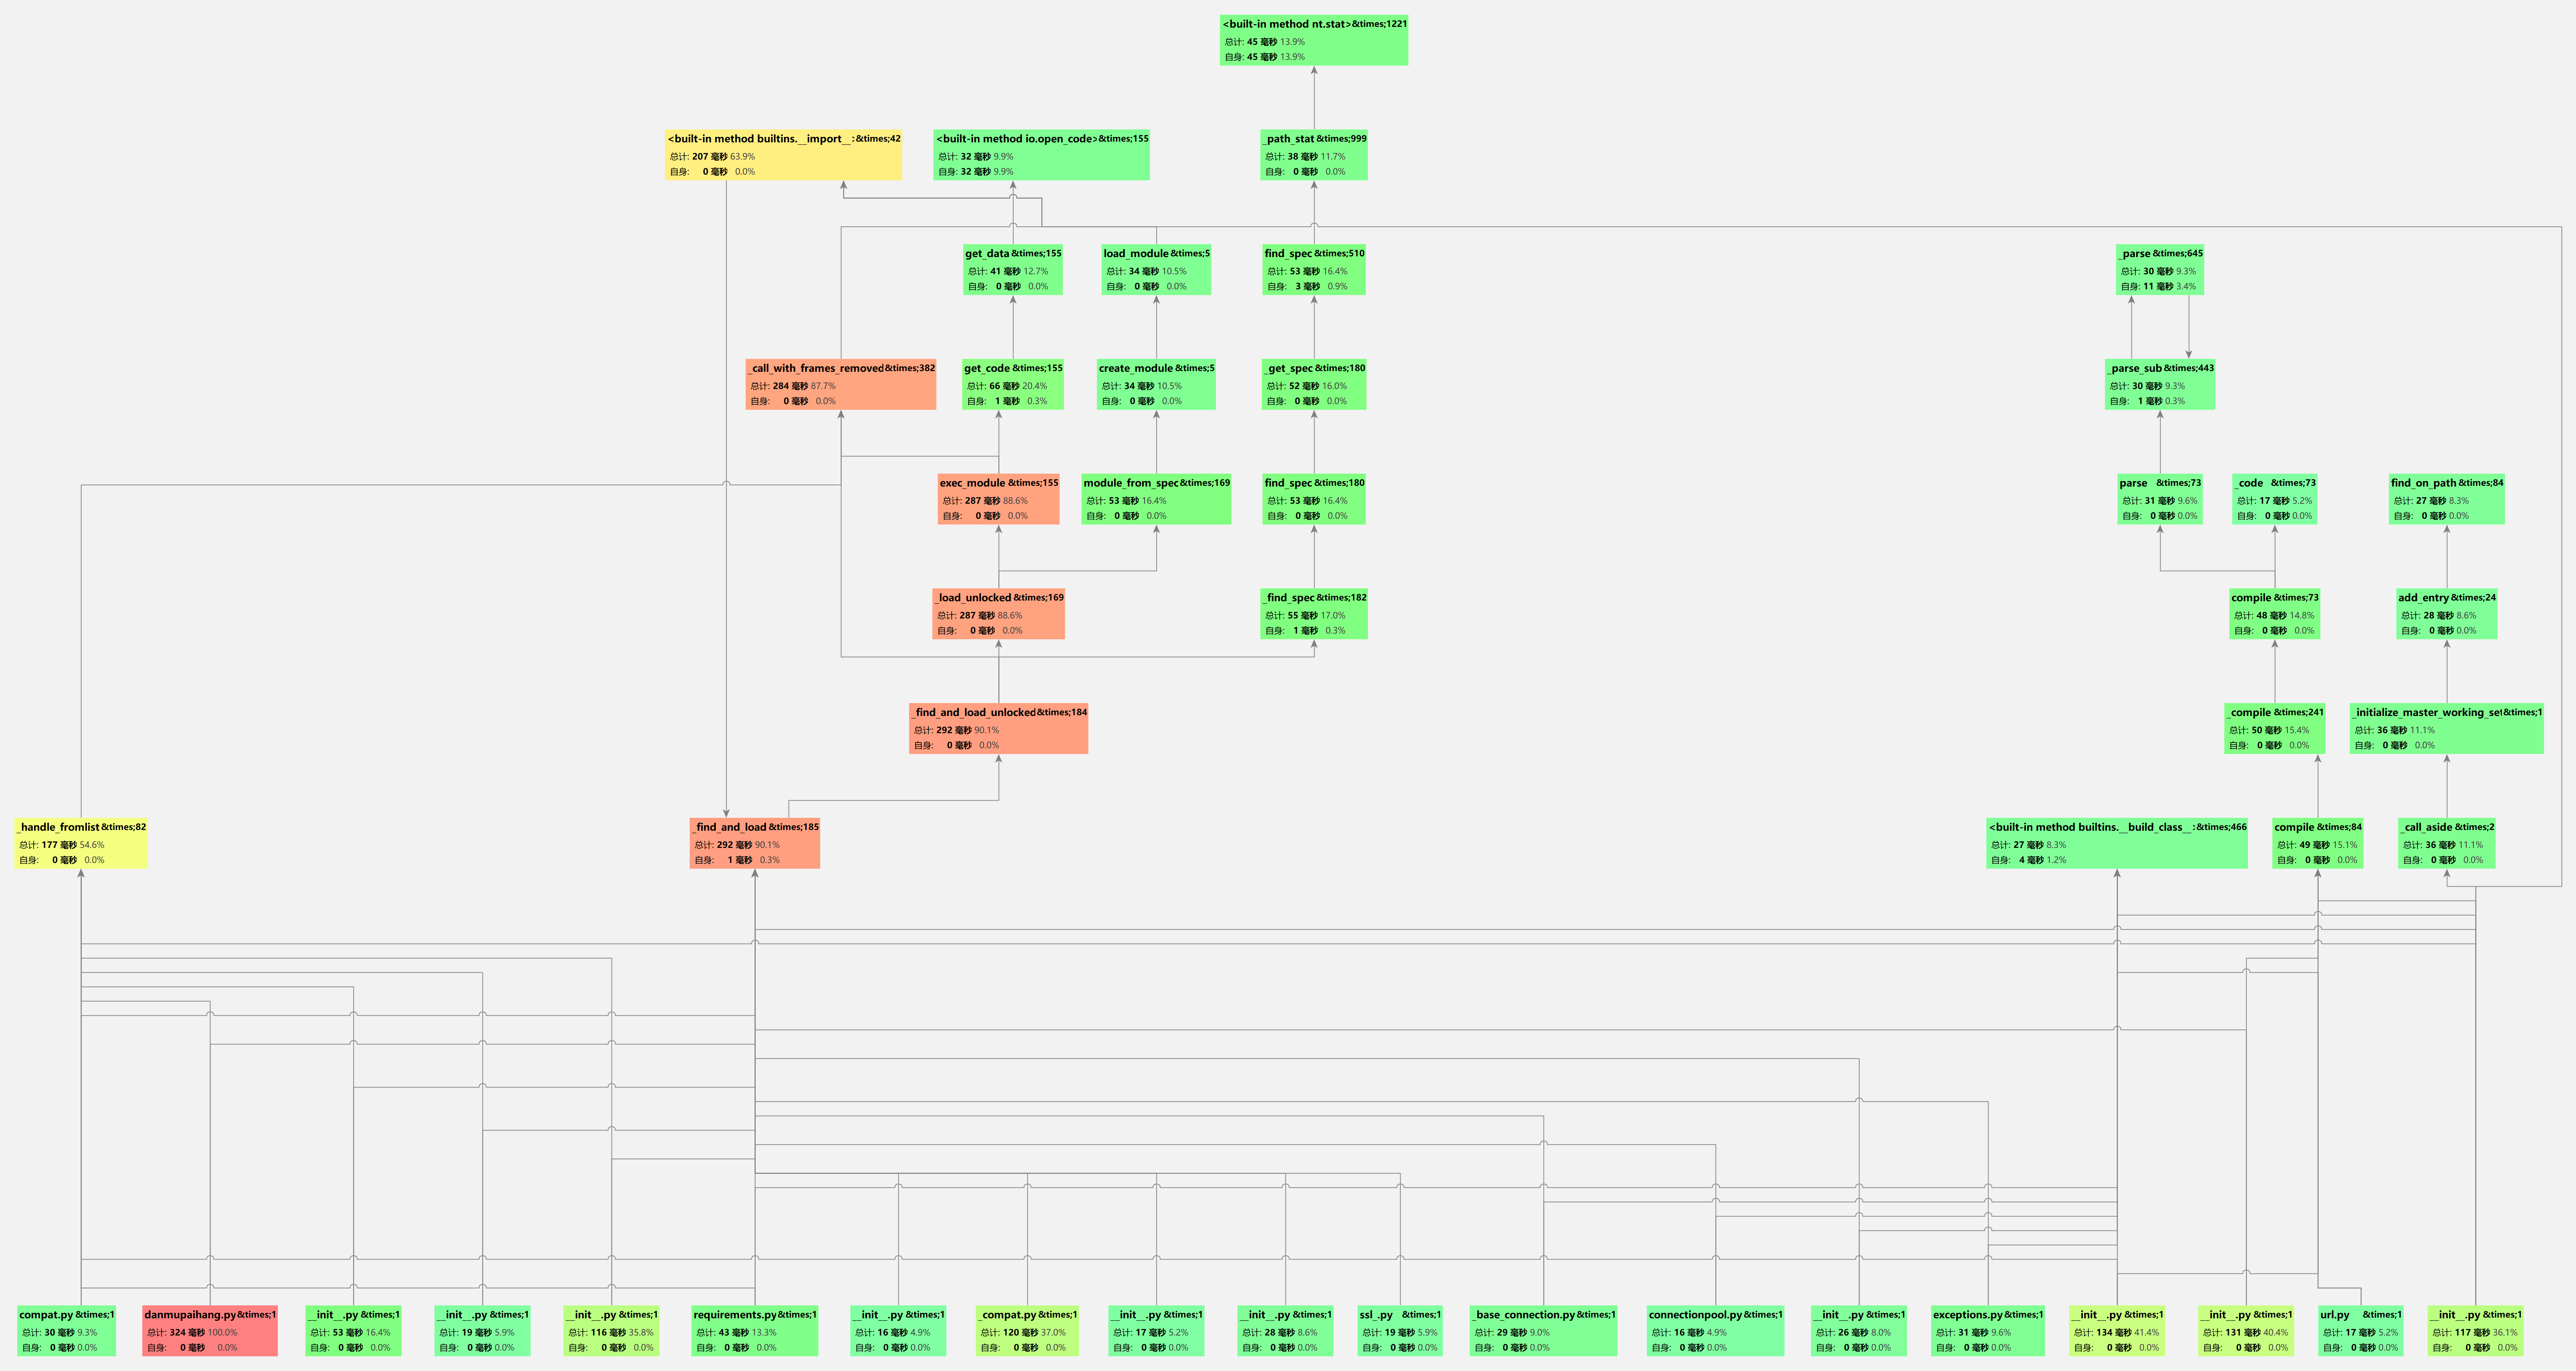 <built-in method nt.stat>&times;1221
总计: 45 毫秒 13.9%
自身: 45 毫秒 13.9%
<built-in method builtins.__import__:&times;42
总计: 207 毫秒 63.9%
自身: 0 毫秒 0.0%
<built-in method io.open_code>&times;155
总计: 32 毫秒 9.9%
自身: 32 毫秒 9.9%
_path_stat &times;999
总计: 38 毫秒 11.7%
自身: 0 毫秒 0.0%
get_data &times;155
总计: 41 毫秒 12.7%
自身: 0 毫秒 0.0%
load_module &times;5
总计: 34 毫秒 10.5%
自身: 0 毫秒 0.0%
find_spec &times;510
总计: 53 毫秒 16.4%
自身: 3 毫秒 0.9%
_parse &times;645
总计: 30 毫秒 9.3%
自身: 11 毫秒 3.4%
_call_with_frames_removed &times;382
总计: 284 毫秒 87.7%
自身: 0 毫秒 0.0%
get_code &times;155
总计: 66 毫秒 20.4%
自身: 1 毫秒 0.3%
create_module &times;5
总计: 34 毫秒 10.5%
自身: 0 毫秒 0.0%
_get_spec &times;180
总计: 52 毫秒 16.0%
自身: 0 毫秒 0.0%
_parse_sub &times;443
总计: 30 毫秒 9.3%
自身: 1 毫秒 0.3%
exec_module &times;155
总计: 287 毫秒 88.6%
自身: 0 毫秒 0.0%
module_from_spec &times;169
总计: 53 毫秒 16.4%
自身: 0 毫秒 0.0%
find_spec &times;180
总计: 53 毫秒 16.4%
自身: 0 毫秒 0.0%
parse &times;73
总计: 31 毫秒 9.6%
自身: 0 毫秒 0.0%
_code &times;73
总计: 17 毫秒 5.2%
自身: 0 毫秒 0.0%
find_on_path &times;84
总计: 27 毫秒 8.3%
自身: 0 毫秒 0.0%
_load_unlocked &times;169
总计: 287 毫秒 88.6%
自身: 0 毫秒 0.0%
_find_spec &times;182
总计: 55 毫秒 17.0%
自身: 1 毫秒 0.3%
compile &times;73
总计: 48 毫秒 14.8%
自身: 0 毫秒 0.0%
add_entry &times;24
总计: 28 毫秒 8.6%
自身: 0 毫秒 0.0%
_find_and_load_unlocked &times;184
总计: 292 毫秒 90.1%
自身: 0 毫秒 0.0%
_compile &times;241
总计: 50 毫秒 15.4%
自身: 0 毫秒 0.0%
_initialize_master_working_set &times;1
总计: 36 毫秒 11.1%
自身: 0 毫秒 0.0%
_handle_fromlist &times;82
总计: 177 毫秒 54.6%
自身: 0 毫秒 0.0%
_find_and_load &times;185
总计: 292 毫秒 90.1%
自身: 1 毫秒 0.3%
<built-in method builtins.__build_class__:&times;466
总计: 27 毫秒 8.3%
自身: 4 毫秒 1.2%
compile &times;84
总计: 49 毫秒 15.1%
自身: 0 毫秒 0.0%
_call_aside &times;2
总计: 36 毫秒 11.1%
自身: 0 毫秒 0.0%
compat.py &times;1
总计: 30 毫秒 9.3%
自身: 0 毫秒 0.0%
danmupaihang.py &times;1
总计: 324 毫秒 100.0%
自身: 0 毫秒 0.0%
__init__.py &times;1
总计: 53 毫秒 16.4%
自身: 0 毫秒 0.0%
__init__.py &times;1
总计: 19 毫秒 5.9%
自身: 0 毫秒 0.0%
__init__.py &times;1
总计: 116 毫秒 35.8%
自身: 0 毫秒 0.0%
requirements.py &times;1
总计: 43 毫秒 13.3%
自身: 0 毫秒 0.0%
__init__.py &times;1
总计: 16 毫秒 4.9%
自身: 0 毫秒 0.0%
_compat.py &times;1
总计: 120 毫秒 37.0%
自身: 0 毫秒 0.0%
__init__.py &times;1
总计: 17 毫秒 5.2%
自身: 0 毫秒 0.0%
__init__.py &times;1
总计: 28 毫秒 8.6%
自身: 0 毫秒 0.0%
ssl_.py &times;1
总计: 19 毫秒 5.9%
自身: 0 毫秒 0.0%
_base_connection.py &times;1
总计: 29 毫秒 9.0%
自身: 0 毫秒 0.0%
connectionpool.py &times;1
总计: 16 毫秒 4.9%
自身: 0 毫秒 0.0%
__init__.py &times;1
总计: 26 毫秒 8.0%
自身: 0 毫秒 0.0%
exceptions.py &times;1
总计: 31 毫秒 9.6%
自身: 0 毫秒 0.0%
__init__.py &times;1
总计: 134 毫秒 41.4%
自身: 0 毫秒 0.0%
__init__.py &times;1
总计: 131 毫秒 40.4%
自身: 0 毫秒 0.0%
url.py &times;1
总计: 17 毫秒 5.2%
自身: 0 毫秒 0.0%
__init__.py &times;1
总计: 117 毫秒 36.1%
自身: 0 毫秒 0.0%